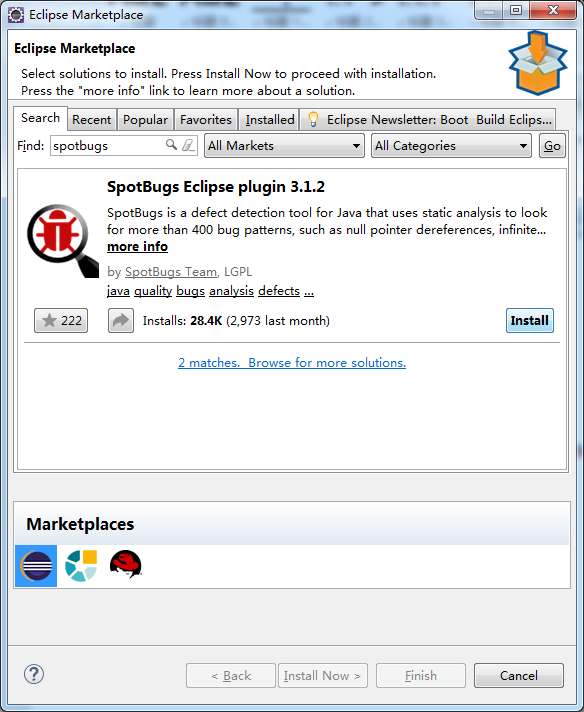 Eclipse Marketplace
Eclipse Marketplace
Select solutions to install. Press Install Now to proceed with installation.
Press the "more info" link to learn more about a solution.
Search Recent Popular Favorites Installed Eclipse Newsletter: Boot Build Eclips...
Find: spotbugs All Markets All Categories Go
SpotBugs Eclipse plugin 3.1.2
SpotBugs is a defect detection tool for Java that uses static analysis to look
for more than 400 bug patterns, such as null pointer dereferences, infinite...
more info
by SpotBugs Team, LGPL
java quality bugs analysis defects ...
222 Installs: 28.4K (2,973 last month) Install
2 matches. Browse for more solutions.
Marketplaces
? < Back Install Now > Finish Cancel